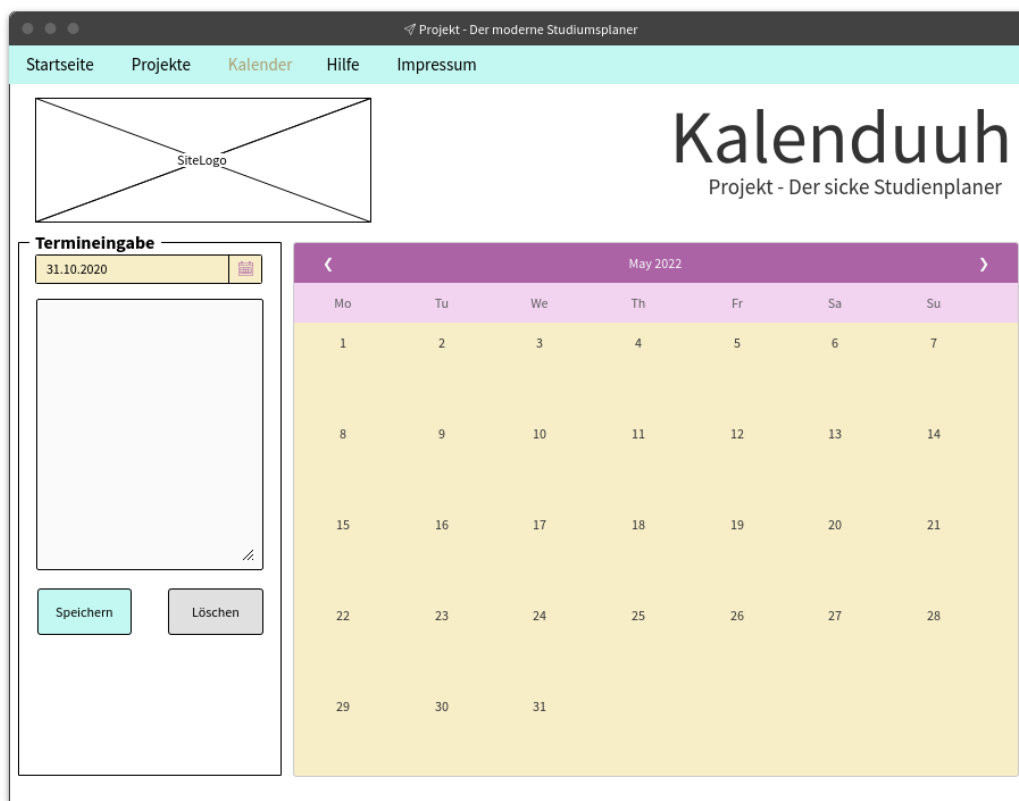 Projekt - Der moderne Studiumsplaner
Startseite Projekte Kalender Hilfe Impressum
SiteLogo
Kalenduuh
Projekt - Der sicke Studienplaner
Termineingabe
31.10.2020
Speichern Löschen
❮ May 2022 ❯
Mo Tu We Th Fr Sa Su
1 2 3 4 5 6 7
8 9 10 11 12 13 14
15 16 17 18 19 20 21
22 23 24 25 26 27 28
29 30 31